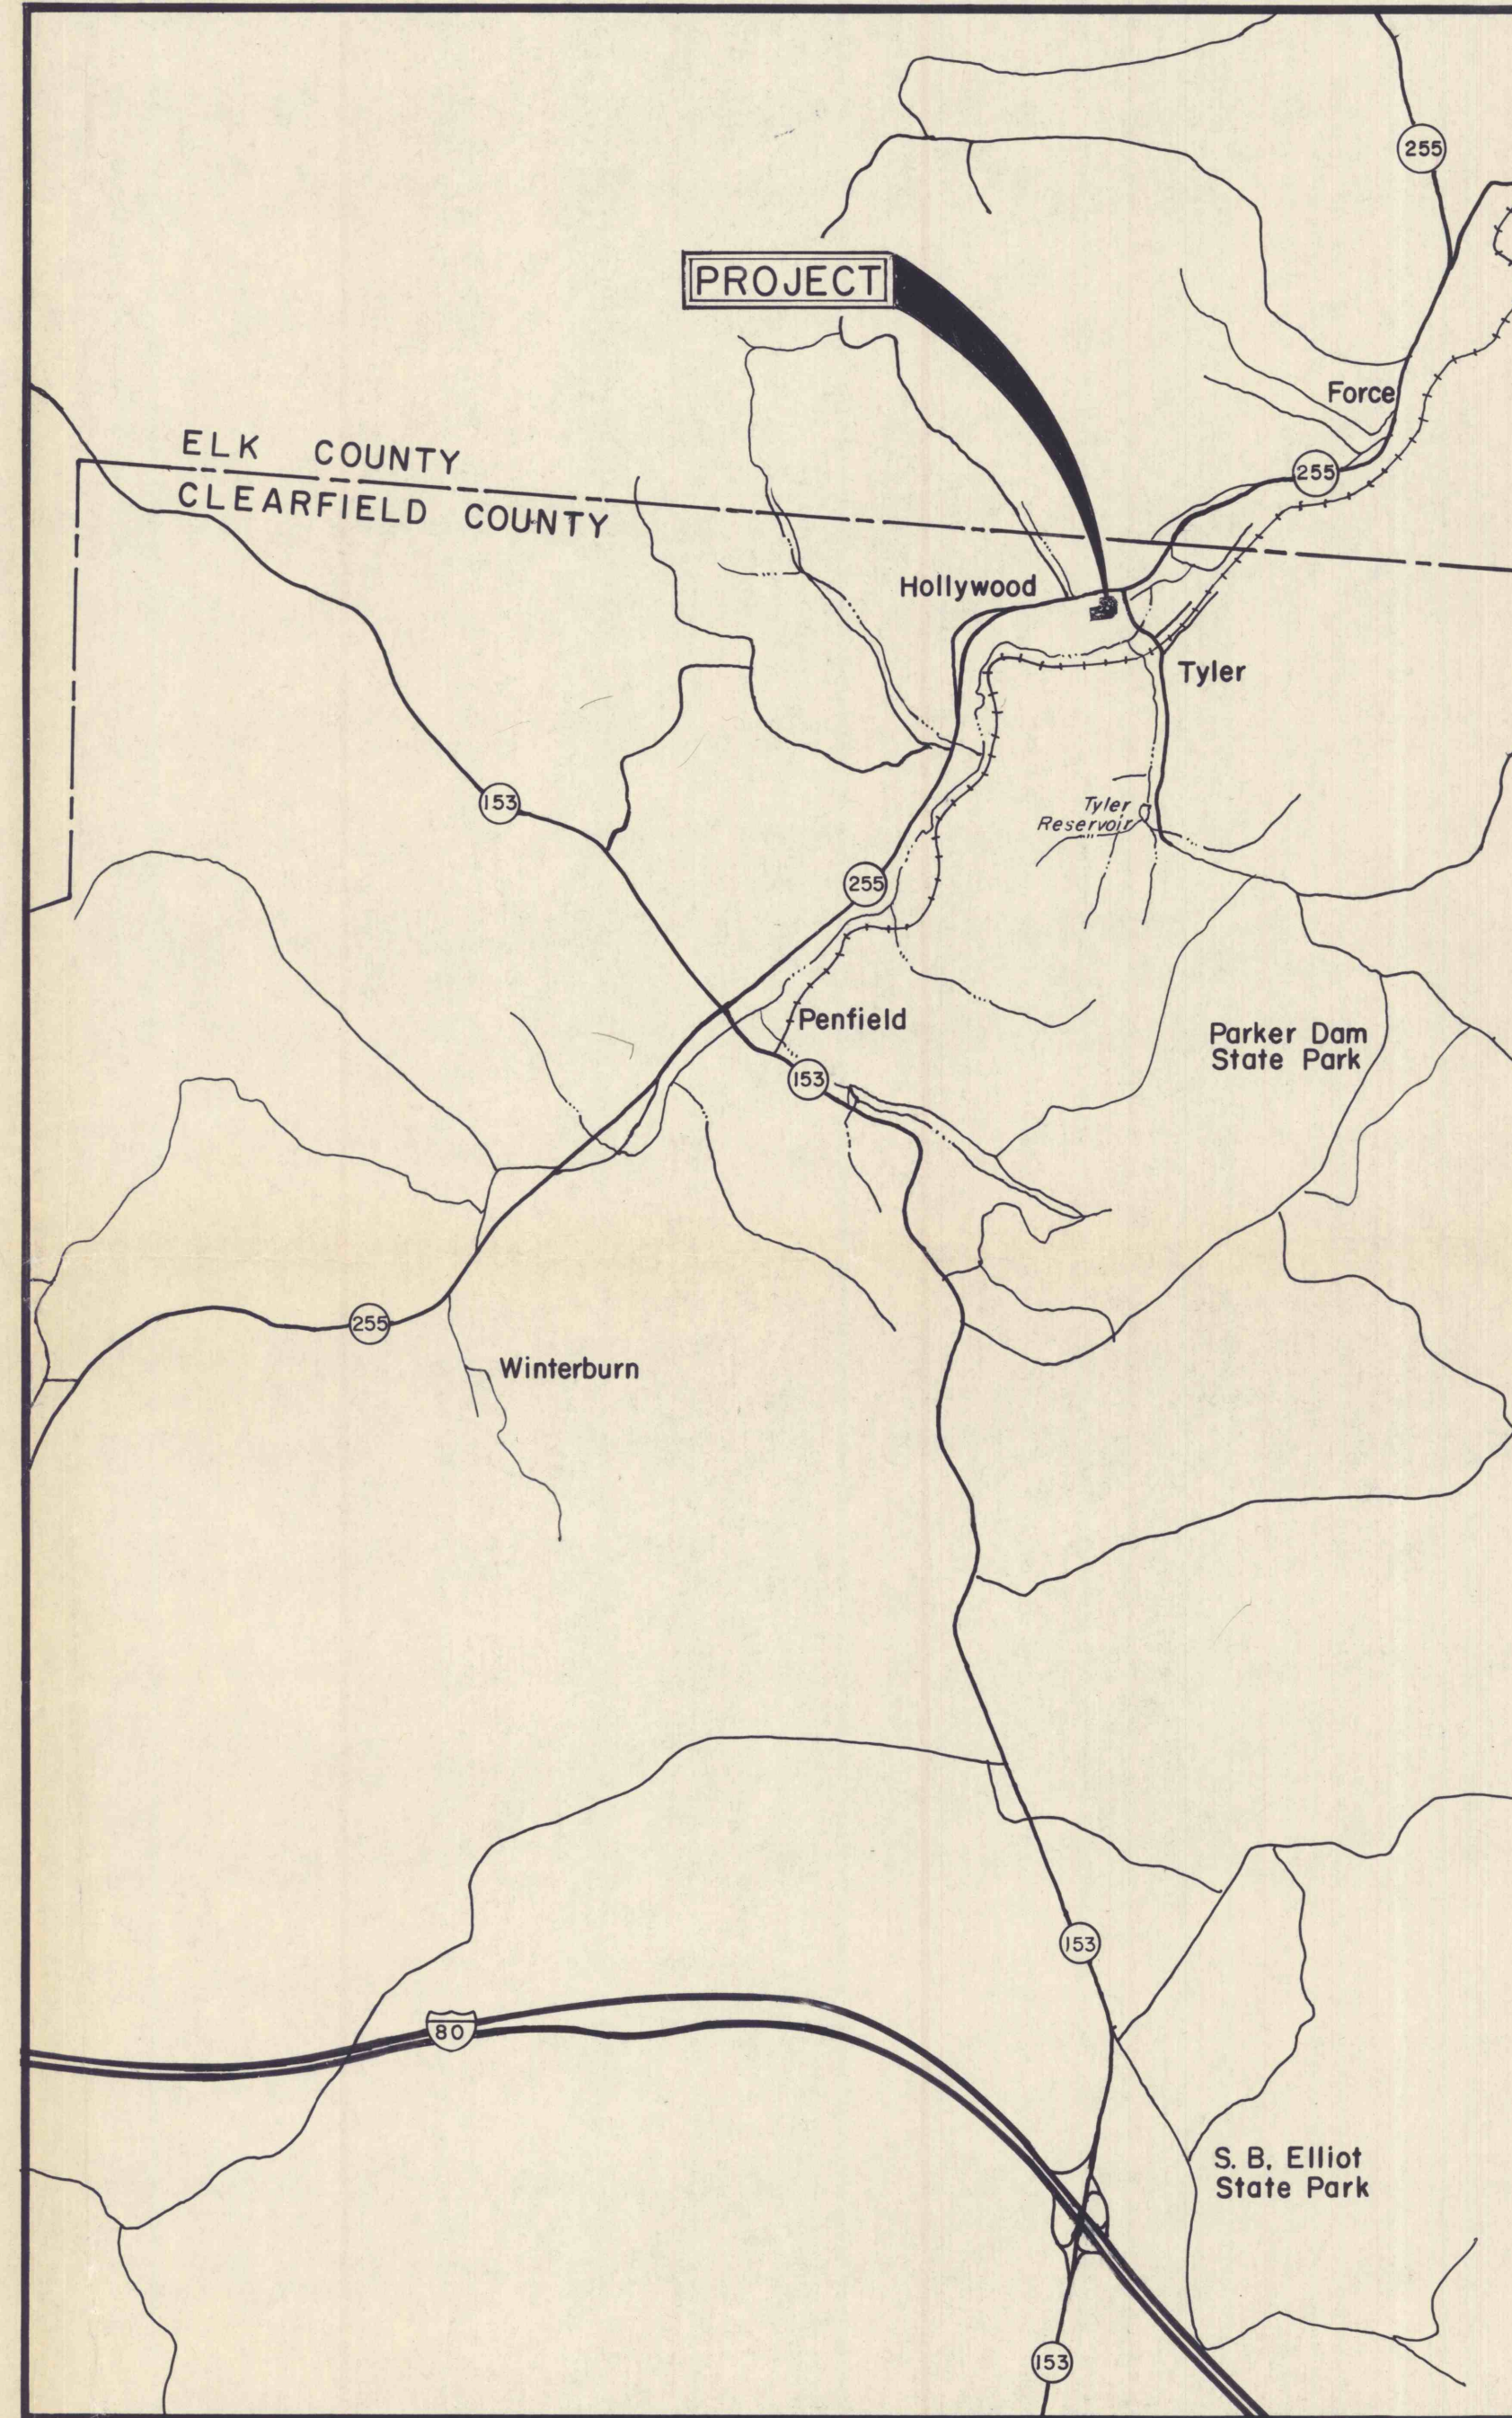 255
PROJECT
Force
ELK COUNTY
255
CLEARFIELD COUNTY
Hollywood
Tyler
153
Tyler
Reservoir
255
Penfield
Parker Dam
State Park
153
255
Winterburn
153
80
S. B. Elliot
State Park
153